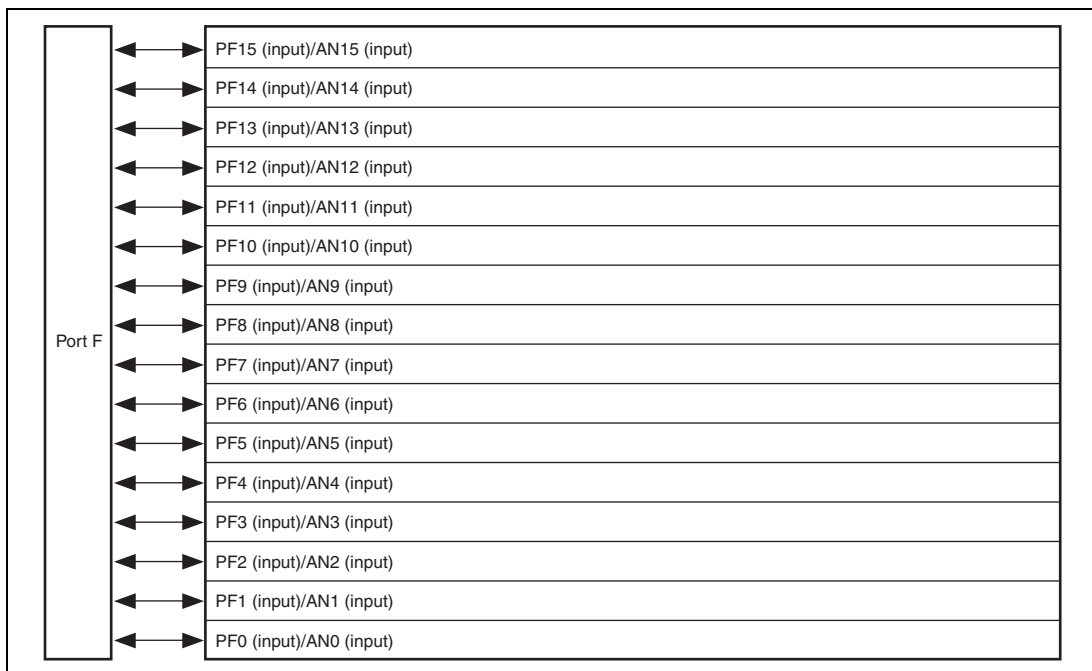 PF15 (input)/AN15 (input)
PF14 (input)/AN14 (input)
PF13 (input)/AN13 (input)
PF12 (input)/AN12 (input)
PF11 (input)/AN11 (input)
PF10 (input)/AN10 (input)
PF9 (input)/AN9 (input)
PF8 (input)/AN8 (input)
Port F
PF7 (input)/AN7 (input)
PF6 (input)/AN6 (input)
PF5 (input)/AN5 (input)
PF4 (input)/AN4 (input)
PF3 (input)/AN3 (input)
PF2 (input)/AN2 (input)
PF1 (input)/AN1 (input)
PF0 (input)/AN0 (input)